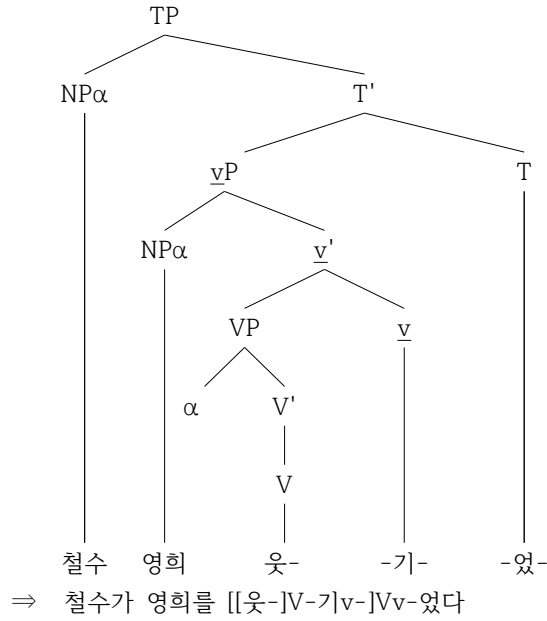 TP
NPα T'
vP T
NPα v'
VP v
α V'
V
철수 영희 웃- -기- -었-
⇒ 철수가 영희를 [[웃-]V-기v-]Vv-었다